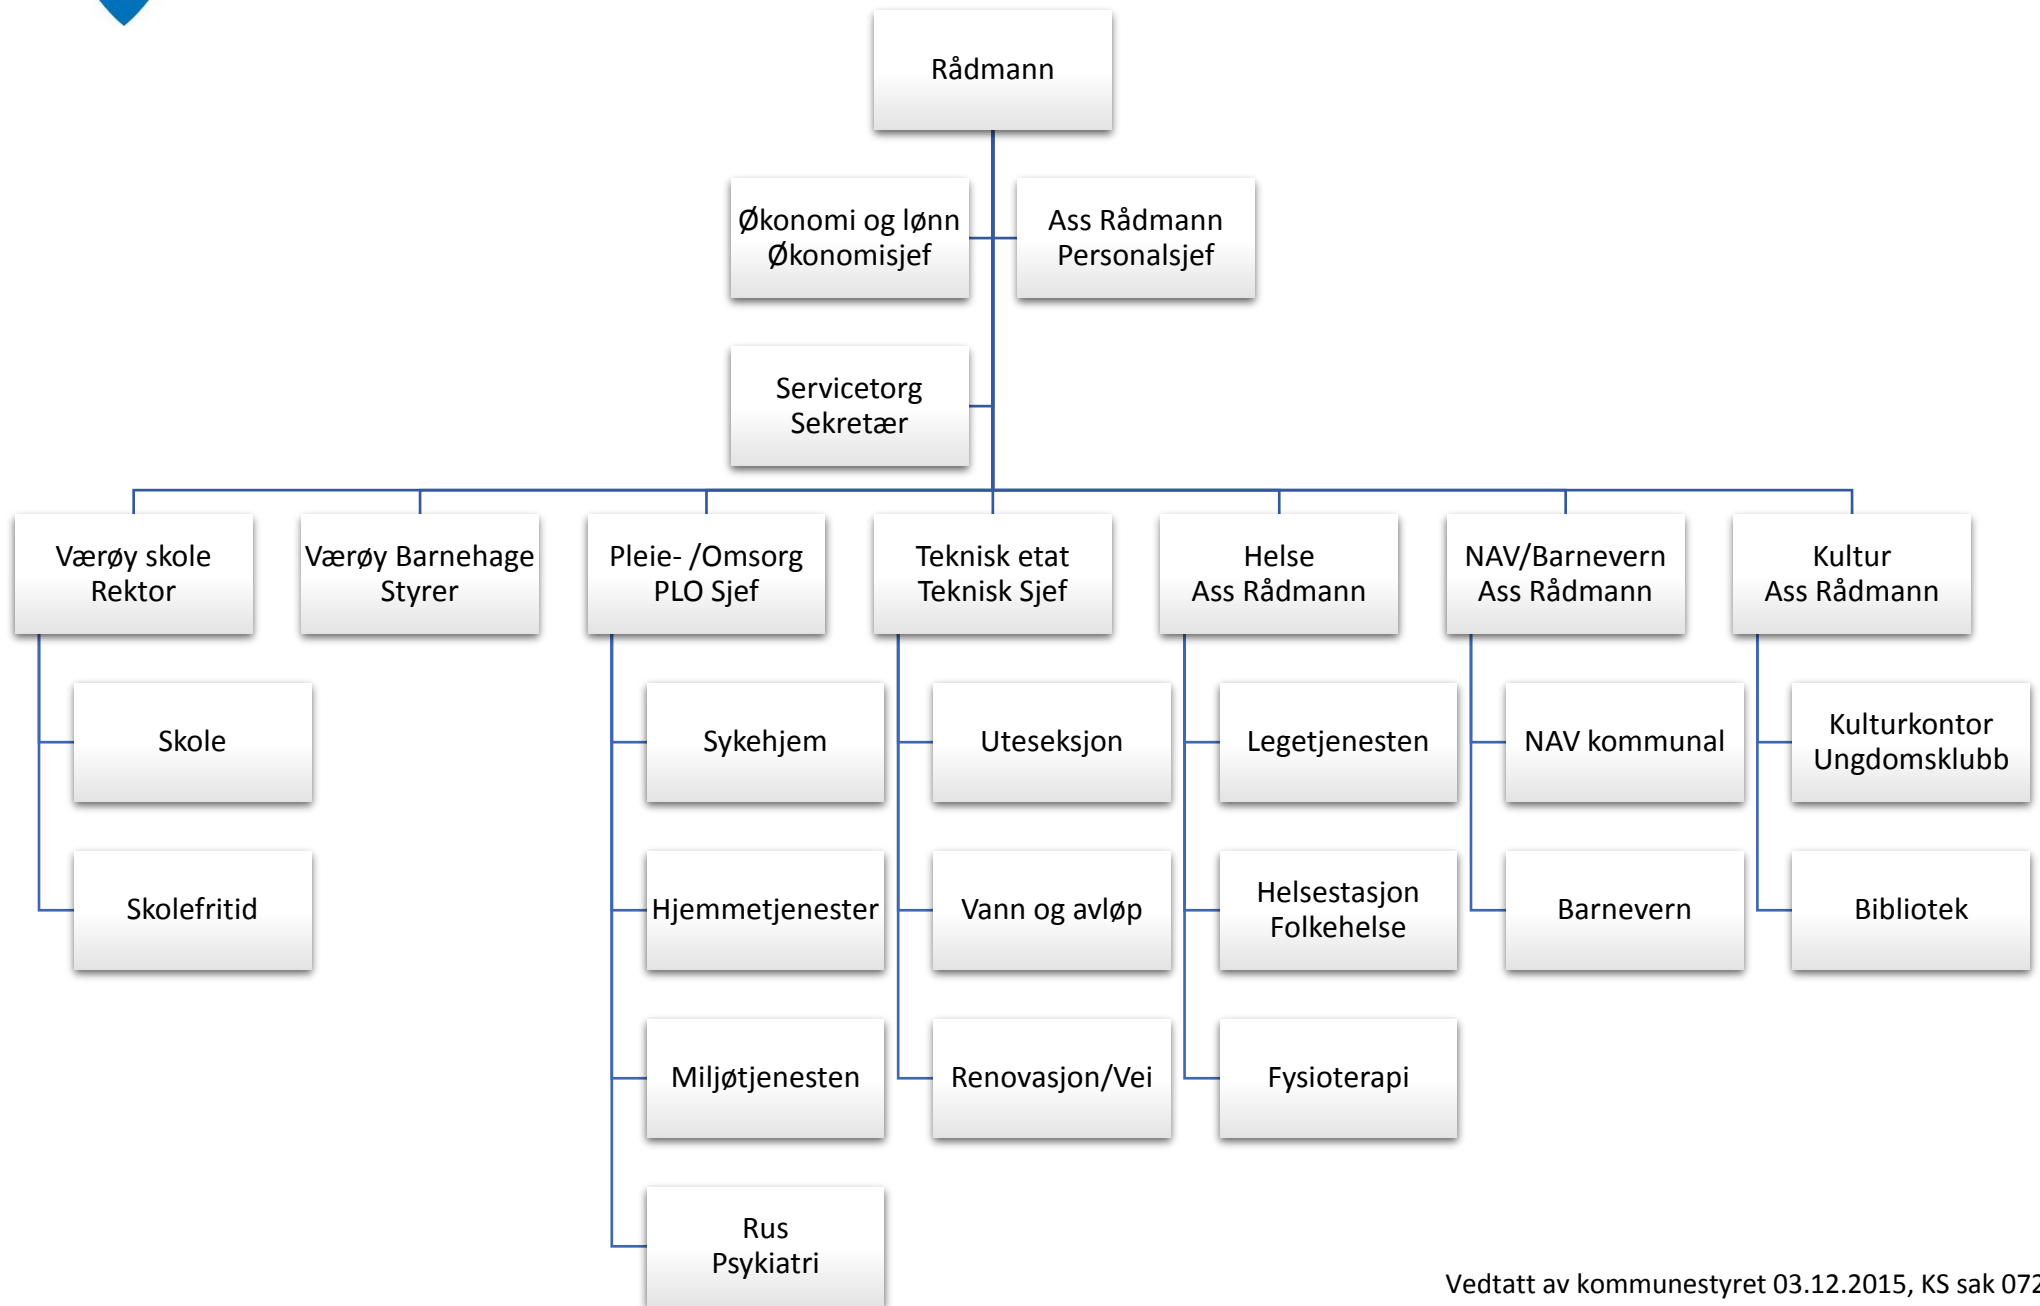 Rådmann
Økonomi og lønn
Økonomisjef
Ass Rådmann
Personalsjef
Servicetorg
Sekretær
Værøy skole
Rektor
Værøy Barnehage
Styrer
Pleie- /Omsorg
PLO Sjef
Teknisk etat
Teknisk Sjef
Helse
Ass Rådmann
NAV/Barnevern
Ass Rådmann
Kultur
Ass Rådmann
Skole
Skolefritid
Sykehjem
Hjemmetjenester
Miljøtjenesten
Rus
Psykiatri
Uteseksjon
Vann og avløp
Renovasjon/Vei
Legetjenesten
Helsestasjon
Folkehelse
Fysioterapi
NAV kommunal
Barnevern
Kulturkontor
Ungdomsklubb
Bibliotek
Vedtatt av kommunestyret 03.12.2015, KS sak 072